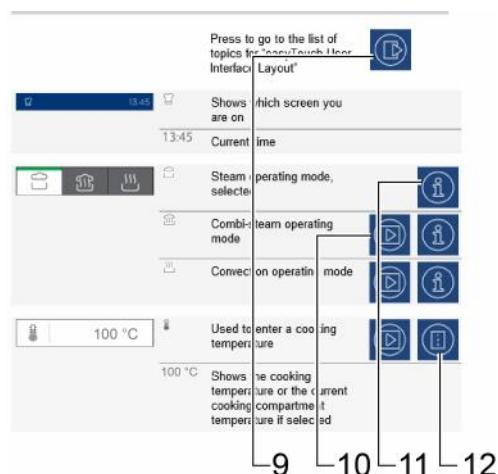 Press to go to the list of
topics for "easyTouch User
Interface Layout"
13:45
Shows which screen you
are on
13:45
Current time
Steam operating mode,
selected
Combi-steam operating
mode
Convection operating mode
100 °C
Used to enter a cooking
temperature
100 °C
Shows the cooking
temperature or the current
cooking compartment
temperature if selected
9
10
11
12